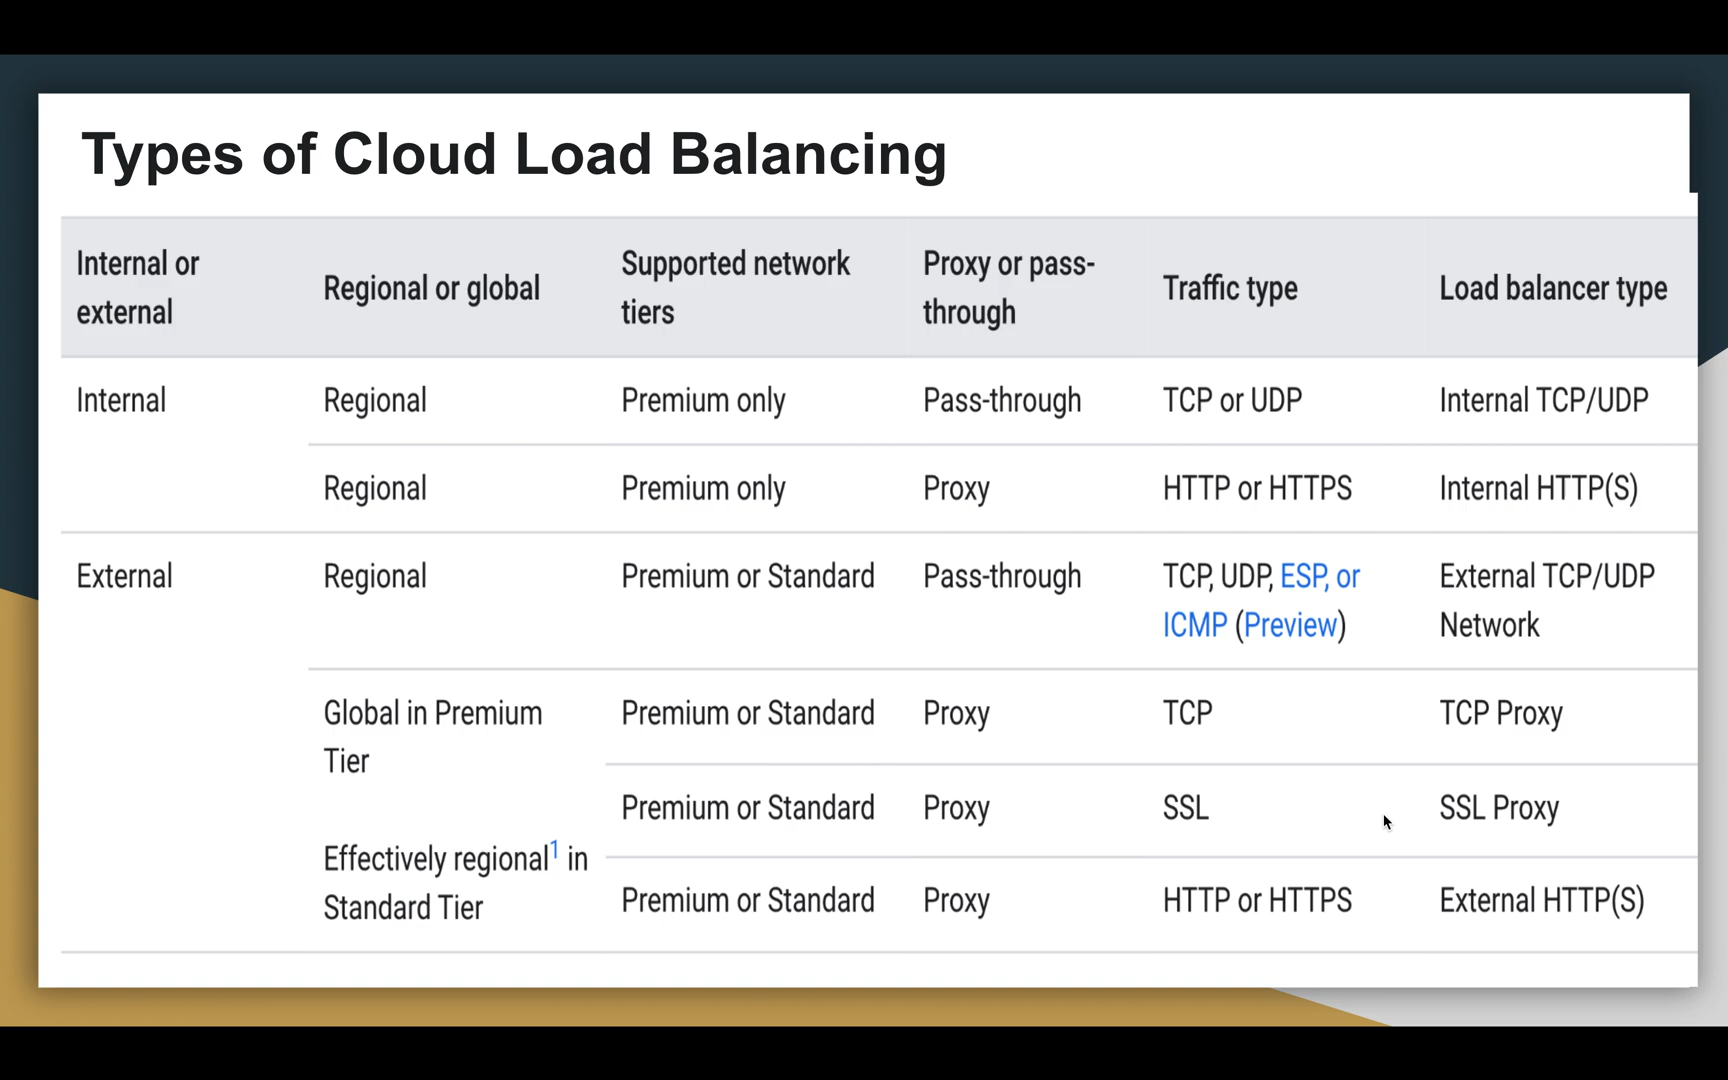 Types of Cloud Load Balancing
Internal or external
Regional or global
Supported network tiers
Proxy or pass-through
Traffic type
Load balancer type
Internal
Regional
Premium only
Pass-through
TCP or UDP
Internal TCP/UDP
Regional
Premium only
Proxy
HTTP or HTTPS
Internal HTTP(S)
External
Regional
Premium or Standard
Pass-through
TCP, UDP, ESP, or
ICMP (Preview)
External TCP/UDP
Network
Global in Premium
Tier
Effectively regional1 in
Standard Tier
Premium or Standard
Proxy
TCP
TCP Proxy
Premium or Standard
Proxy
SSL
SSL Proxy
Premium or Standard
Proxy
HTTP or HTTPS
External HTTP(S)